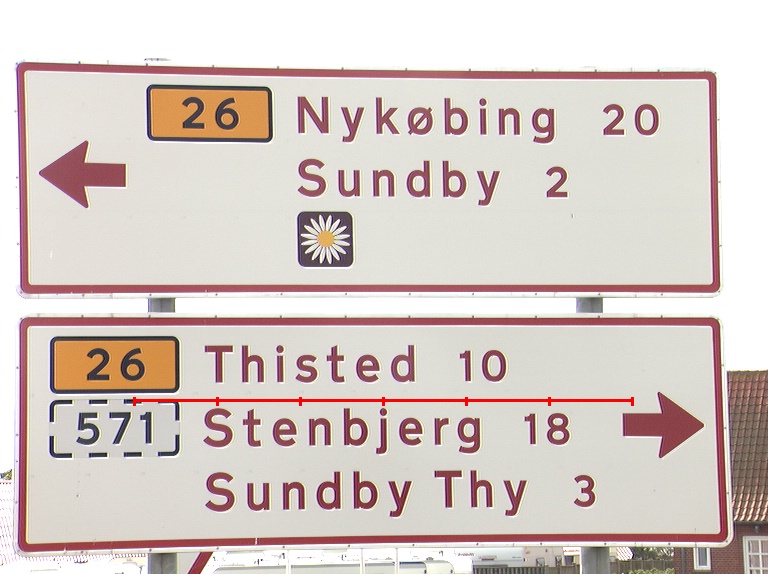 26 Nykøbing 20
Sundby 2
26 Thisted 10
571 Stenbjerg 18
Sundby Thy 3